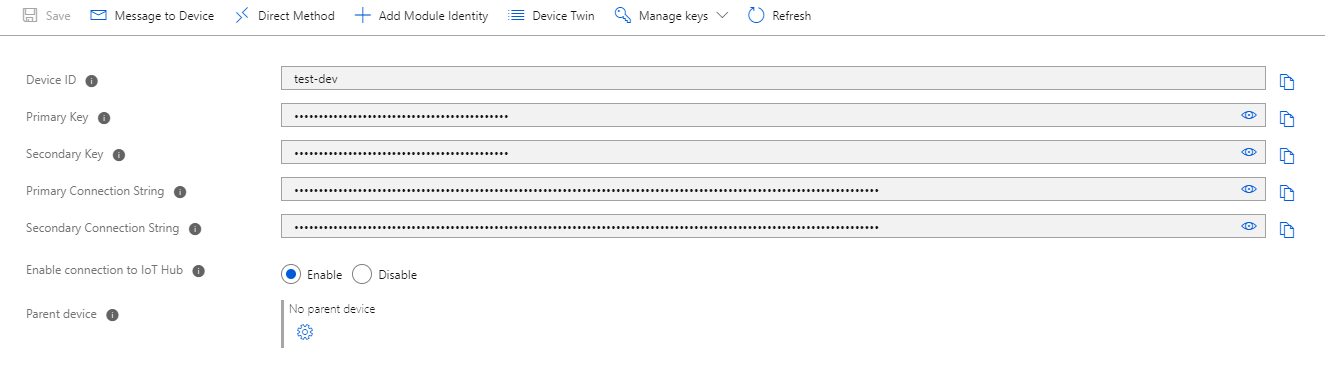 Save Message to Device Direct Method Add Module Identity Device Twin Manage keys Refresh
Device ID test-dev
Primary Key ••••••••••••••••••••••••••••••••••••••••••••
Secondary Key ••••••••••••••••••••••••••••••••••••••••••••
Primary Connection String
Secondary Connection String
Enable connection to IoT Hub Enable Disable
Parent device No parent device